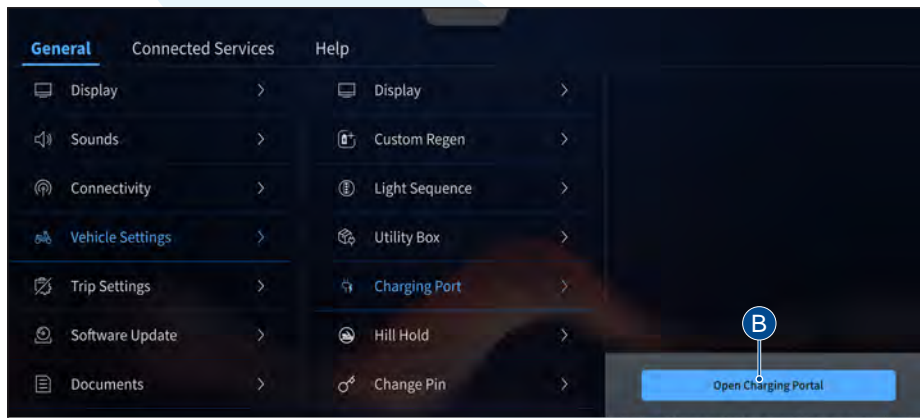 General Connected Services Help
Display
Sounds
Connectivity
Vehicle Settings
Trip Settings
Software Update
Documents
Display
Custom Regen
Light Sequence
Utility Box
Charging Port
Hill Hold
Change Pin
B
Open Charging Portal